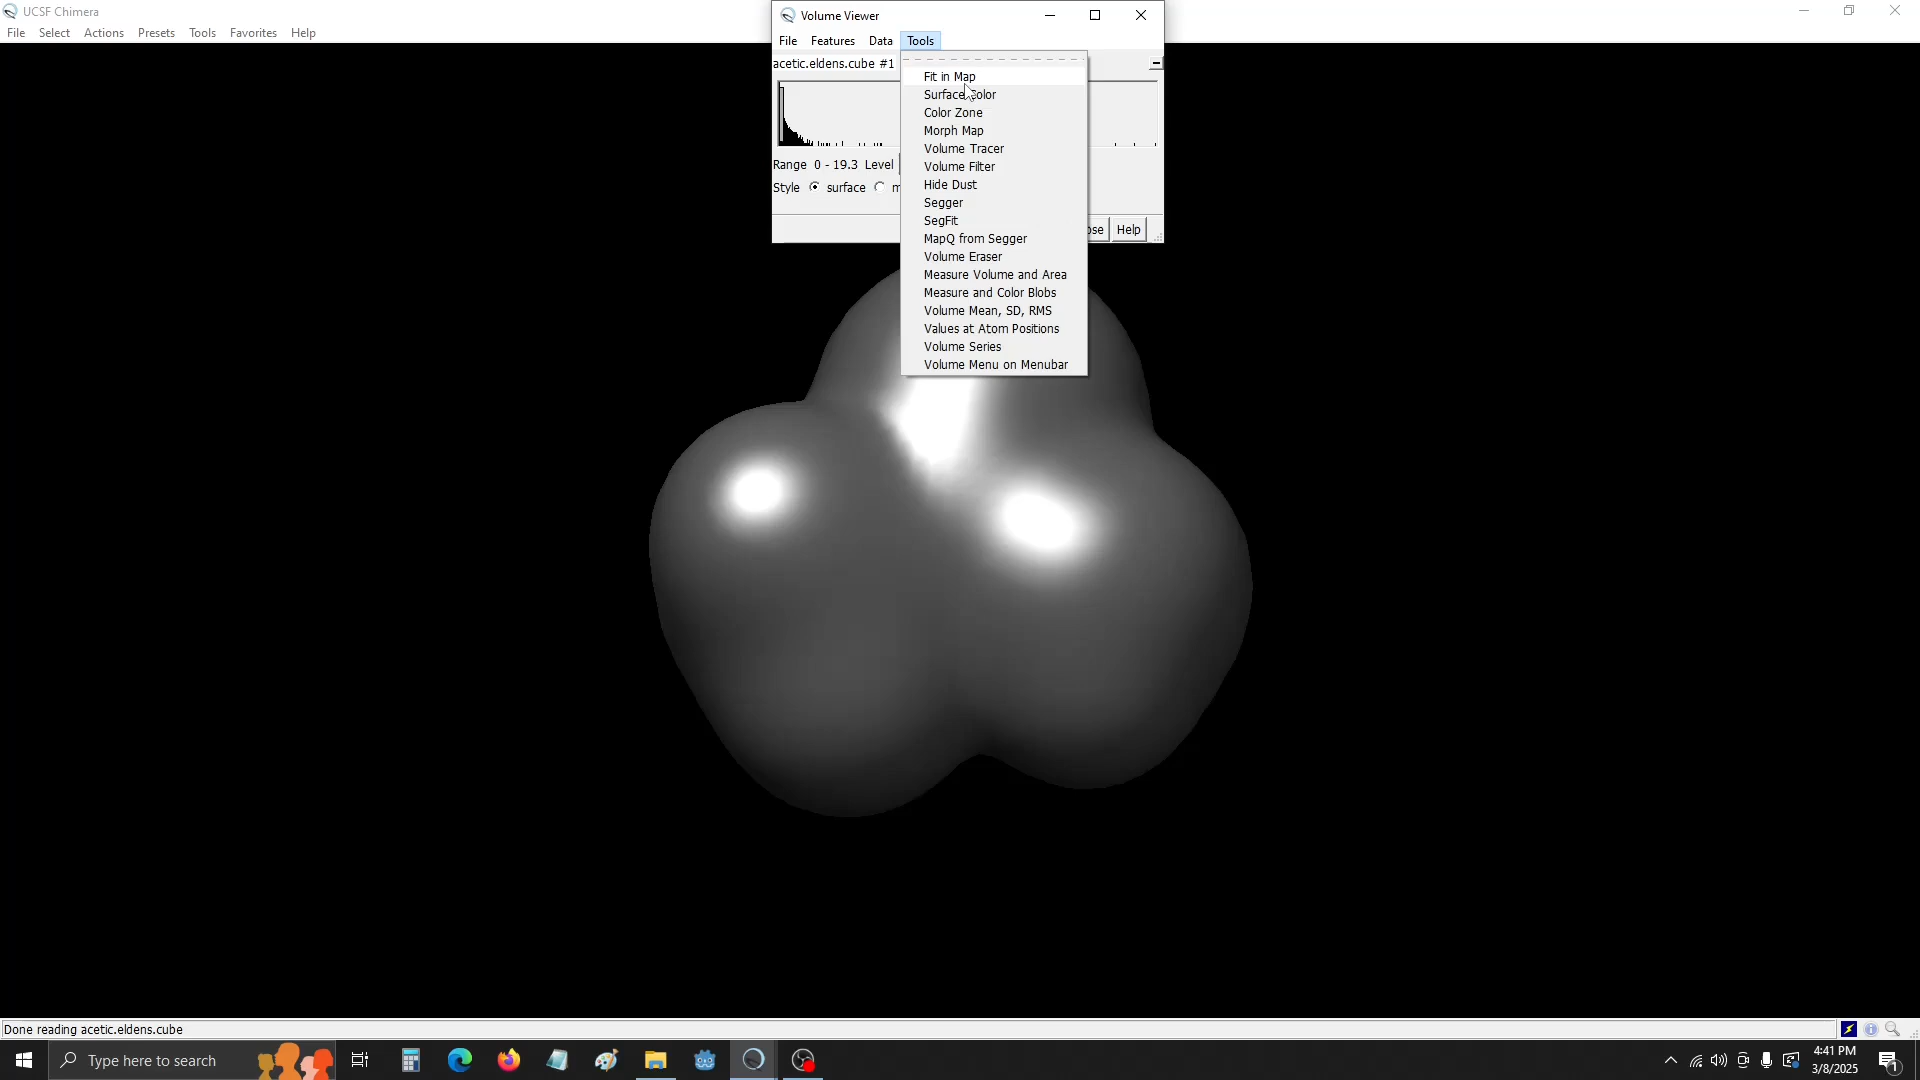 UCSF Chimera
File Select Actions Presets Tools Favorites Help
Volume Viewer
File Features Data Tools
acetic.eldens.cube #1
Range 0 - 19.3 Level
Style surface
Help
Fit in Map
Surface Color
Color Zone
Morph Map
Volume Tracer
Volume Filter
Hide Dust
Segger
SegFit
MapQ from Segger
Volume Eraser
Measure Volume and Area
Measure and Color Blobs
Volume Mean, SD, RMS
Values at Atom Positions
Volume Series
Volume Menu on Menubar
Done reading acetic.eldens.cube
Type here to search
4:41 PM
3/8/2025
1